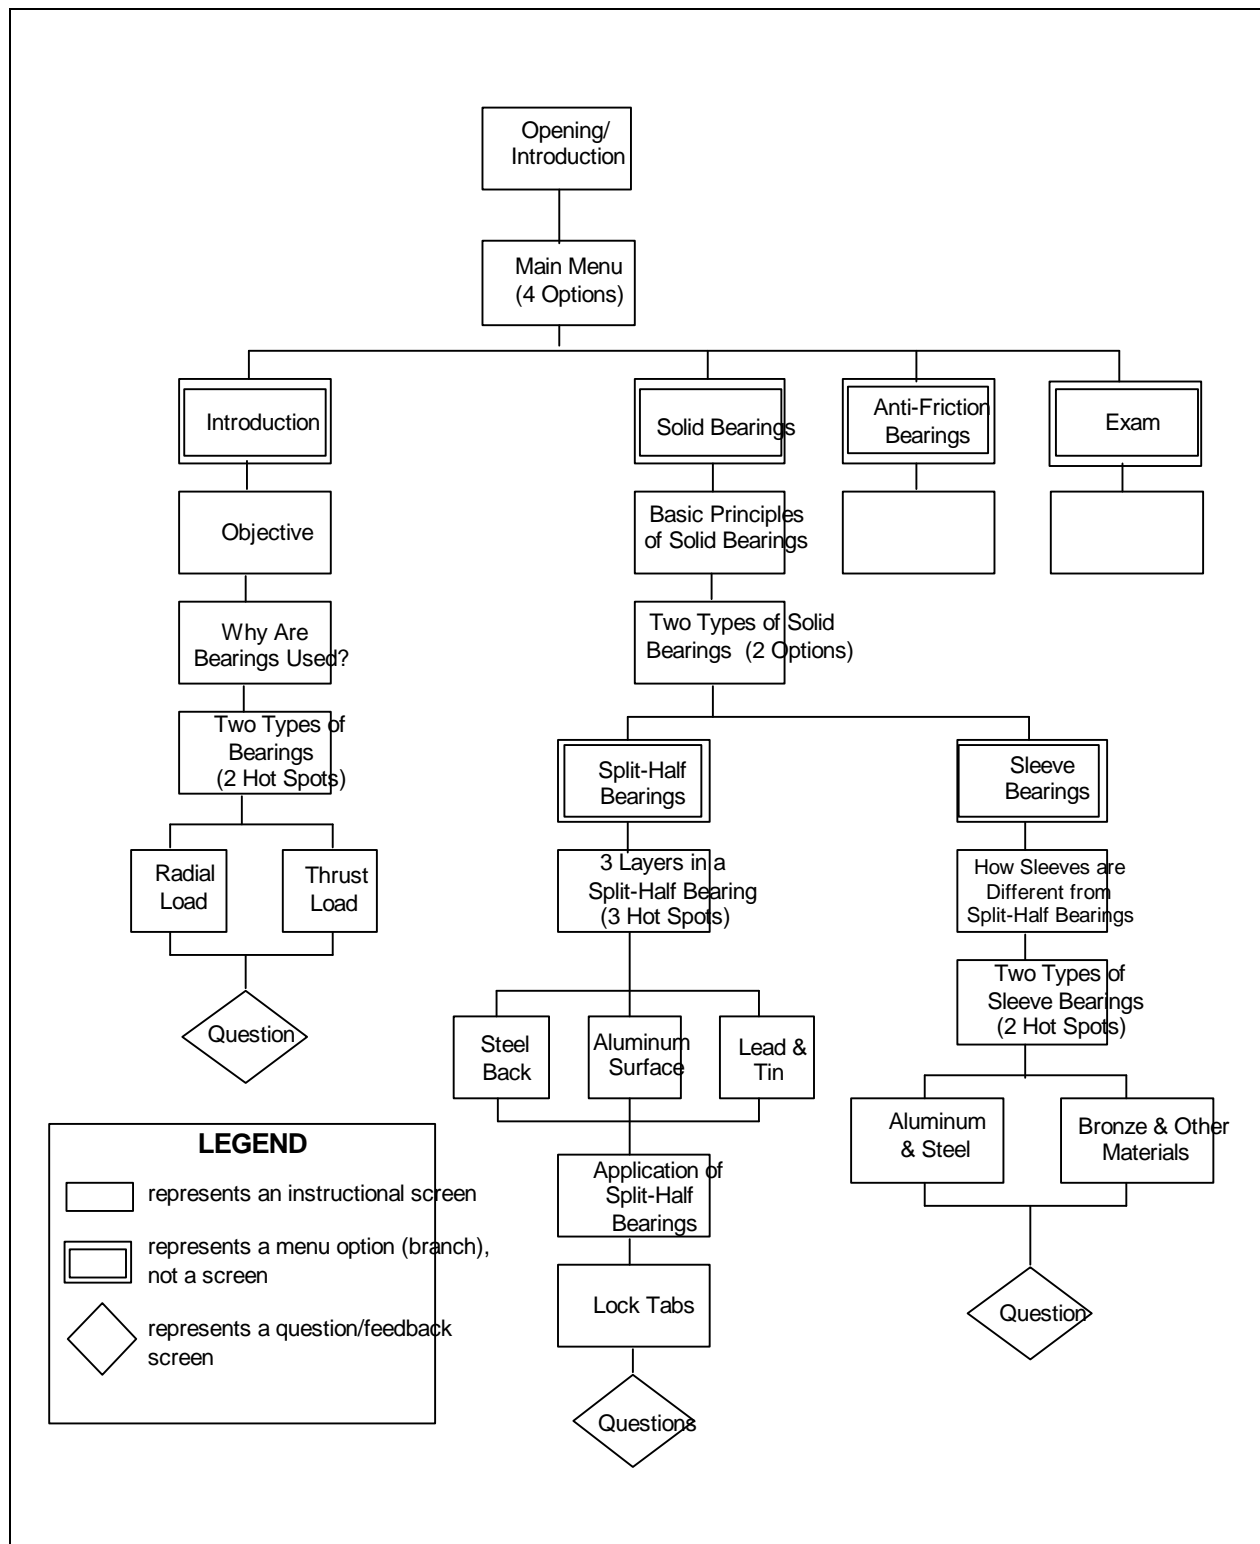 Opening/
Introduction
Main Menu
(4 Options)
Introduction
Solid Bearings
Anti-Friction
Bearings
Exam
Objective
Basic Principles
of Solid Bearings
Why Are
Bearings Used?
Two Types of Solid
Bearings (2 Options)
Two Types of
Bearings
(2 Hot Spots)
Split-Half
Bearings
Sleeve
Bearings
Radial
Load
Thrust
Load
3 Layers in a
Split-Half Bearing
(3 Hot Spots)
How Sleeves are
Different from
Split-Half Bearings
Question
Two Types of
Sleeve Bearings
(2 Hot Spots)
Steel
Back
Aluminum
Surface
Lead &
Tin
Aluminum
& Steel
Bronze & Other
Materials
Application of
Split-Half
Bearings
Lock Tabs
Question
Questions
LEGEND
represents an instructional screen
represents a menu option (branch),
not a screen
represents a question/feedback
screen